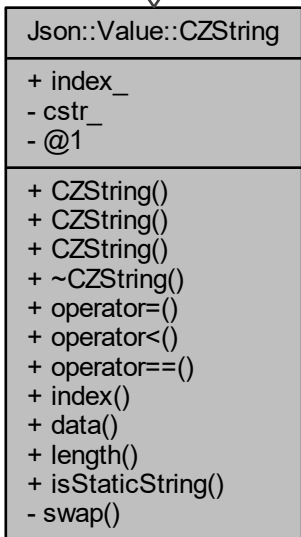 Json::Value::CZString
+ index_
- cstr_
- @1
+ CZString()
+ CZString()
+ CZString()
+ ~CZString()
+ operator=()
+ operator<()
+ operator==()
+ index()
+ data()
+ length()
+ isStaticString()
- swap()